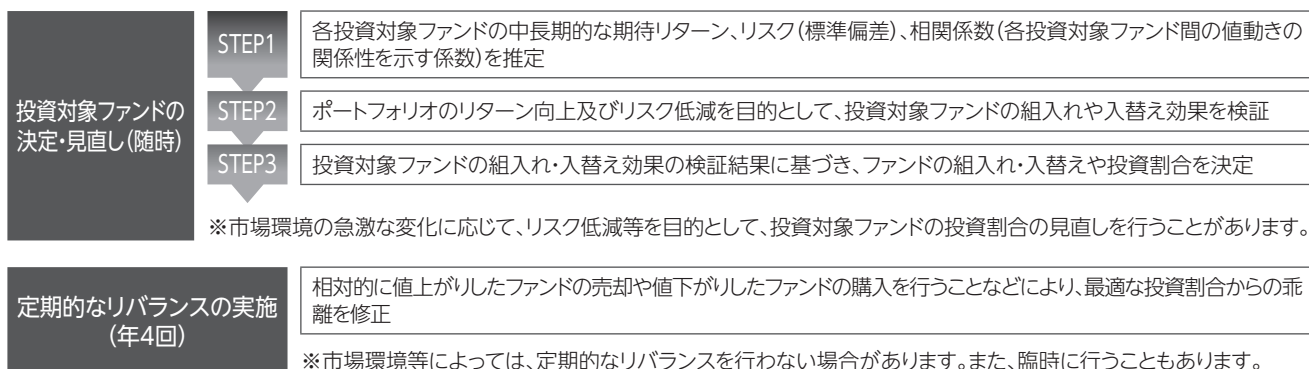 投資対象ファンドの
決定・見直し(随時)
STEP1
各投資対象ファンドの中長期的な期待リターン、リスク(標準偏差)、相関係数(各投資対象ファンド間の値動きの
関係性を示す係数)を推定
STEP2
ポートフォリオのリターン向上及びリスク低減を目的として、投資対象ファンドの組入れや入替え効果を検証
STEP3
投資対象ファンドの組入れ・入替え効果の検証結果に基づき、ファンドの組入れ・入替えや投資割合を決定
※市場環境の急激な変化に応じて、リスク低減等を目的として、投資対象ファンドの投資割合の見直しを行うことがあります。
定期的なリバランスの実施
(年4回)
相対的に値上がりしたファンドの売却や値下がりしたファンドの購入を行うことなどにより、最適な投資割合からの乖
離を修正
※市場環境等によっては、定期的なリバランスを行わない場合があります。また、臨時に行うこともあります。